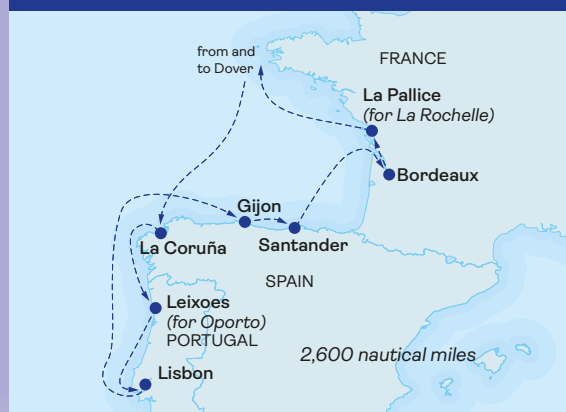 from and
to Dover
FRANCE
La Pallice
(for La Rochelle)
Bordeaux
Gijon
La Coruña
Santander
SPAIN
Leixoes
(for Oporto)
PORTUGAL
2,600 nautical miles
Lisbon